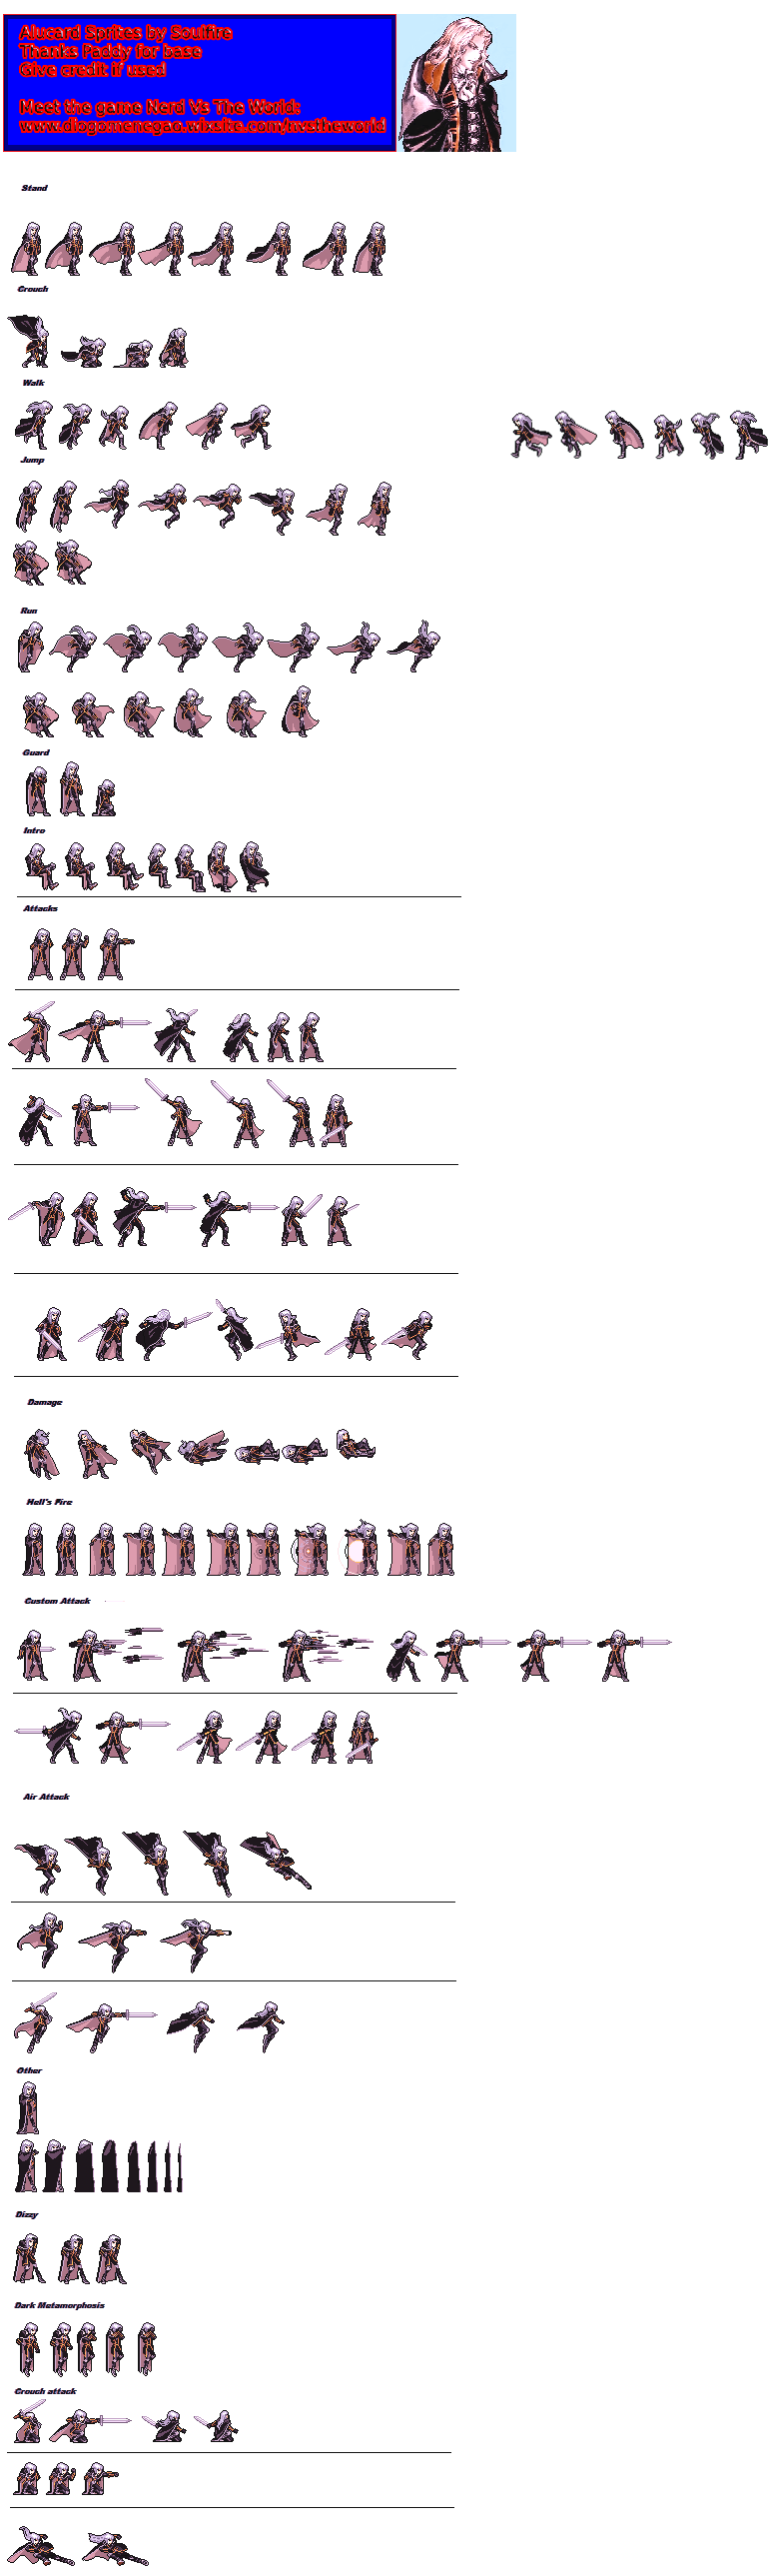 Alucard Sprites by Soulfire
Thanks Paddy for base
Give credit if used
Meet the game Nerd Vs The World:
www.diogomenegao.wixsite.com/nvstheworld
Stand
Crouch
Walk
Jump
Run
Guard
Intro
Attacks
Damage
Hell's Fire
Custom Attack
Air Attack
Other
Dizzy
Dark Metamorphosis
Crouch attack